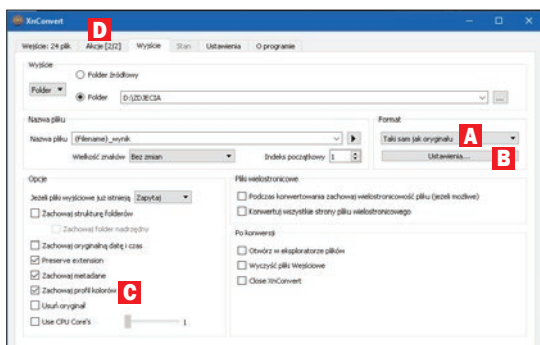 XnConvert
D
Wejście: 24 plik. Akcje [2/2] Wyjście Stan Ustawienia O programie
Wyjście
Folder źródłowy
Folder Folder D:\ZDJECIA ...
Nazwa pliku
Nazwa pliku {Filename}_wynik
Wielkość znaków Bez zmian Indeks początkowy 1
Format
Taki sam jak oryginału A
Ustawienia... B
Opcje
Jeżeli pliki wyjściowe już istnieją Zapytaj
Zachowaj strukturę folderów
Zachowaj folder nadrzędny
Zachowaj oryginalną datę i czas
Preserve extension
Zachowaj metadane
Zachowaj profil kolorów C
Usuń oryginał
Use CPU Core's 1
Pliki wielostronicowe
Podczas konwertowania zachowaj wielostronicowość pliku (jeżeli możliwe)
Konwertuj wszystkie strony pliku wielostronicowego
Po konwersji
Otwórz w eksploratorze plików
Wyczyść pliki Wejściowe
Close XnConvert